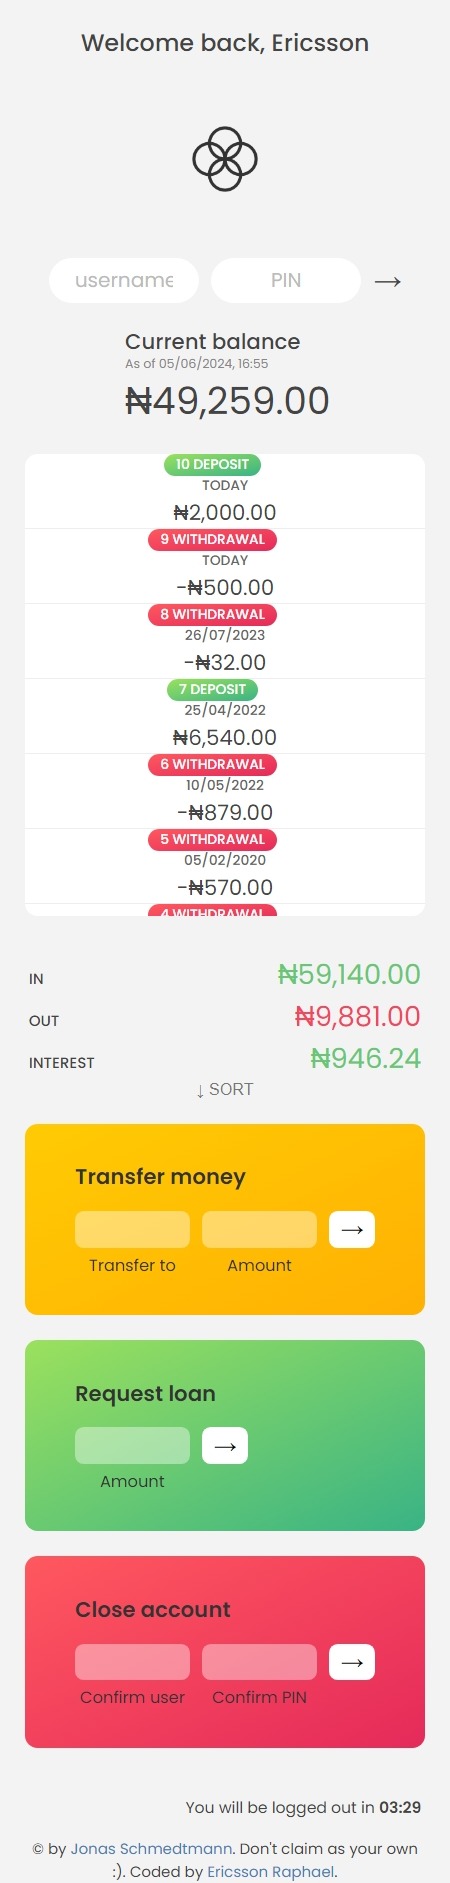 Welcome back, Ericsson
username PIN →
Current balance
As of 05/06/2024, 16:55
₦49,259.00
10 DEPOSIT
TODAY
₦2,000.00
9 WITHDRAWAL
TODAY
-₦500.00
8 WITHDRAWAL
26/07/2023
-₦32.00
7 DEPOSIT
25/04/2022
₦6,540.00
6 WITHDRAWAL
10/05/2022
-₦879.00
5 WITHDRAWAL
05/02/2020
-₦570.00
4 WITHDRAWAL
IN ₦59,140.00
OUT ₦9,881.00
INTEREST ₦946.24
↓ SORT
Transfer money
→
Transfer to Amount
Request loan
→
Amount
Close account
→
Confirm user Confirm PIN
You will be logged out in 03:29
© by Jonas Schmedtmann. Don't claim as your own
:). Coded by Ericsson Raphael.